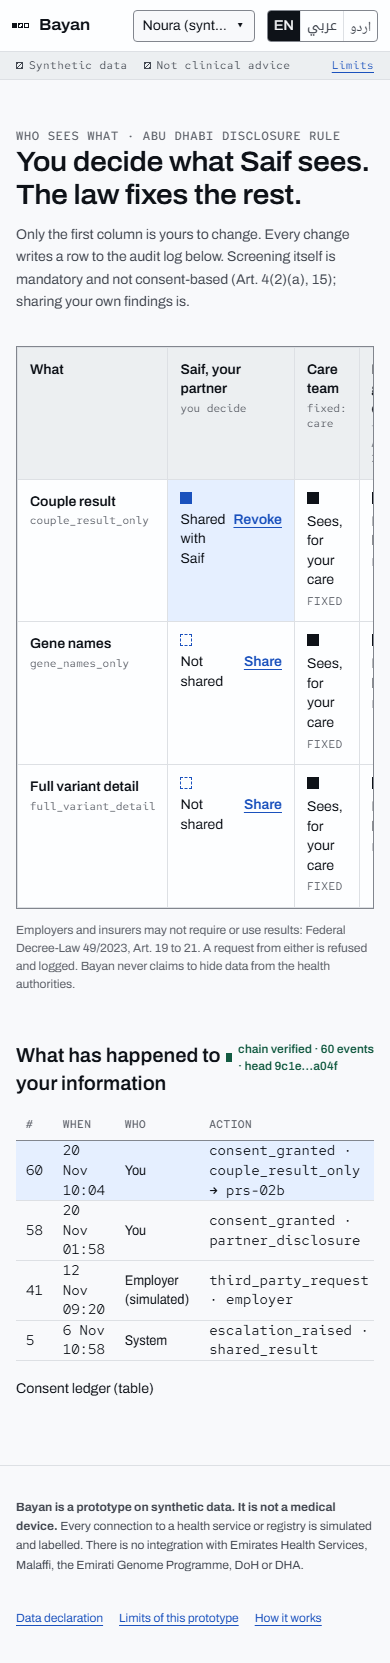 Bayan
Noura (synt... ▾
EN عربي اردو
Synthetic data Not clinical advice Limits
WHO SEES WHAT · ABU DHABI DISCLOSURE RULE
You decide what Saif sees.
The law fixes the rest.
Only the first column is yours to change. Every change
writes a row to the audit log below. Screening itself is
mandatory and not consent-based (Art. 4(2)(a), 15);
sharing your own findings is.
What
Saif, your
partner
you decide
Care
team
fixed:
care
Couple result
couple_result_only
Shared
with
Saif
Revoke
Sees,
for
your
care
FIXED
Gene names
gene_names_only
Not
shared
Share
Sees,
for
your
care
FIXED
Full variant detail
full_variant_detail
Not
shared
Share
Sees,
for
your
care
FIXED
Employers and insurers may not require or use results: Federal
Decree-Law 49/2023, Art. 19 to 21. A request from either is refused
and logged. Bayan never claims to hide data from the health
authorities.
What has happened to
your information
chain verified · 60 events
· head 9c1e…a04f
# WHEN WHO ACTION
60
20
Nov
10:04
You
consent_granted ·
couple_result_only
→ prs-02b
58
20
Nov
01:58
You
consent_granted ·
partner_disclosure
41
12
Nov
09:20
Employer
(simulated)
third_party_request
· employer
5
6 Nov
10:58
System
escalation_raised ·
shared_result
Consent ledger (table)
Bayan is a prototype on synthetic data. It is not a medical
device. Every connection to a health service or registry is simulated
and labelled. There is no integration with Emirates Health Services,
Malaffi, the Emirati Genome Programme, DoH or DHA.
Data declaration Limits of this prototype How it works